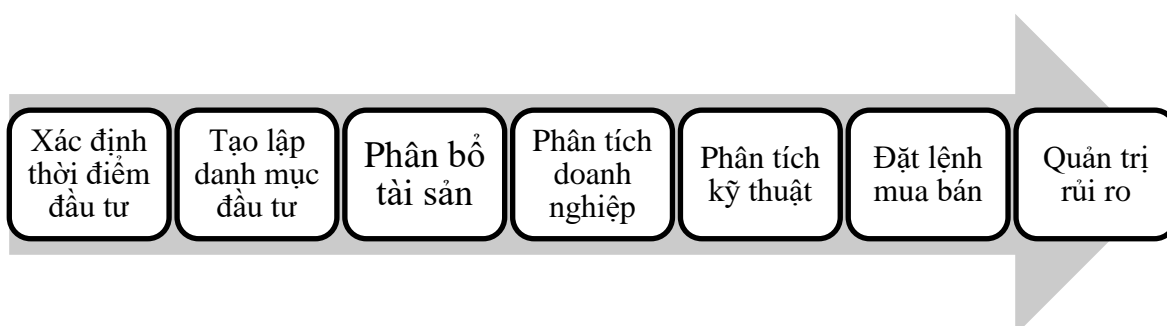 Xác định
thời điểm
đầu tư
Tạo lập
danh mục
đầu tư
Phân bổ
tài sản
Phân tích
doanh
nghiệp
Phân tích
kỹ thuật
Đặt lệnh
mua bán
Quản trị
rủi ro